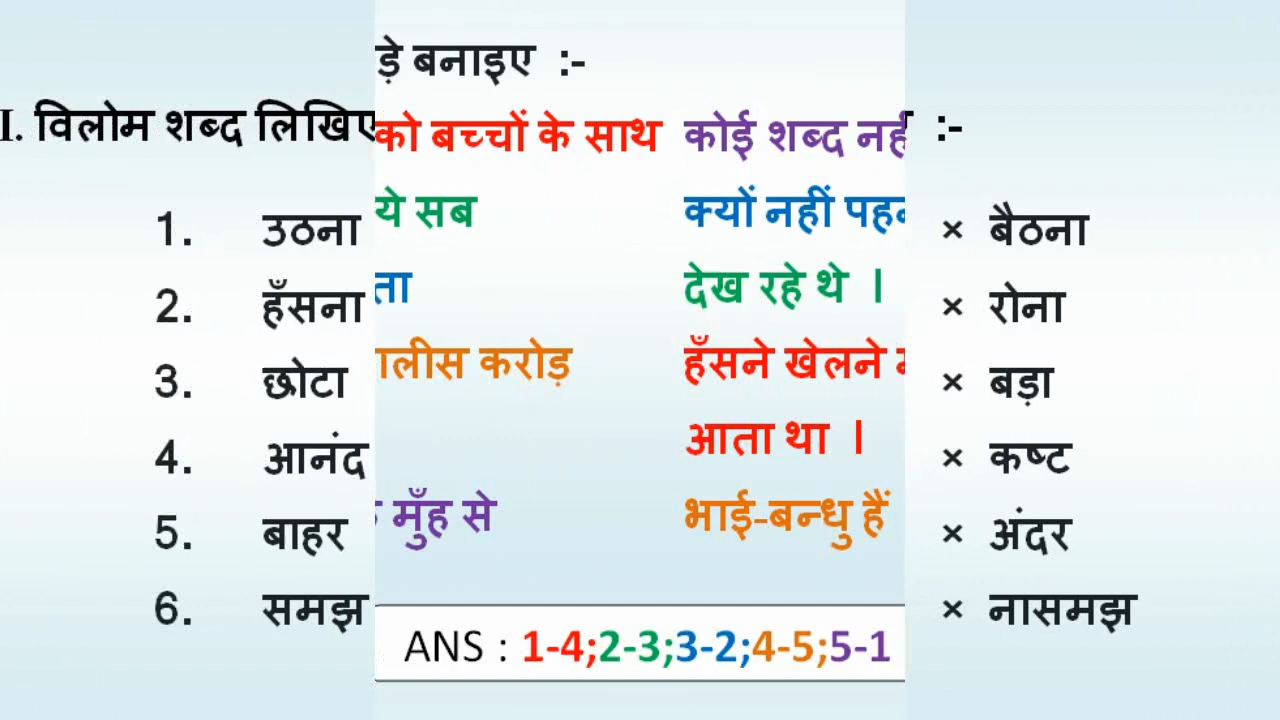 I. विलोम शब्द लिखिए :-
1. उठना × बैठना
2. हँसना × रोना
3. छोटा × बड़ा
4. आनंद × कष्ट
5. बाहर × अंदर
6. समझ × नासमझ
बनाइए :-
को बच्चों के साथ कोई शब्द
ये सब क्यों नहीं
देख रहे थे ।
करोड़ हँसने खेलने
आता था ।
मुँह से भाई-बन्धु हैं
ANS : 1-4;2-3;3-2;4-5;5-1